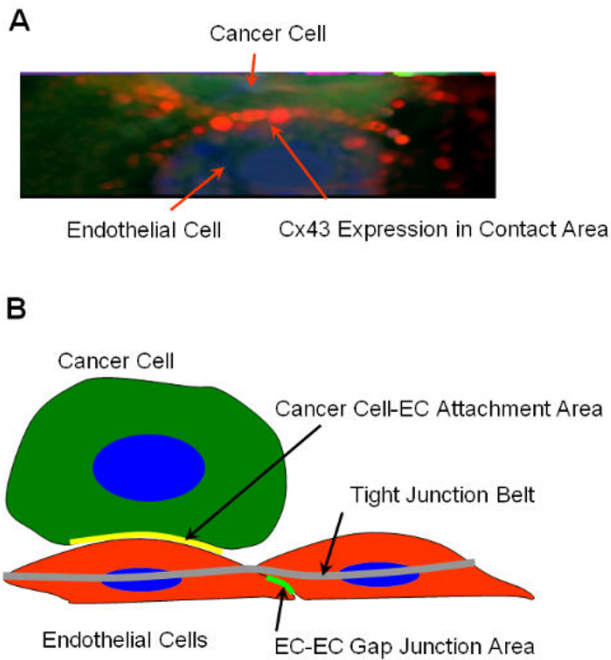 A
Cancer Cell
Endothelial Cell
Cx43 Expression in Contact Area
B
Cancer Cell
Cancer Cell-EC Attachment Area
Tight Junction Belt
Endothelial Cells
EC-EC Gap Junction Area